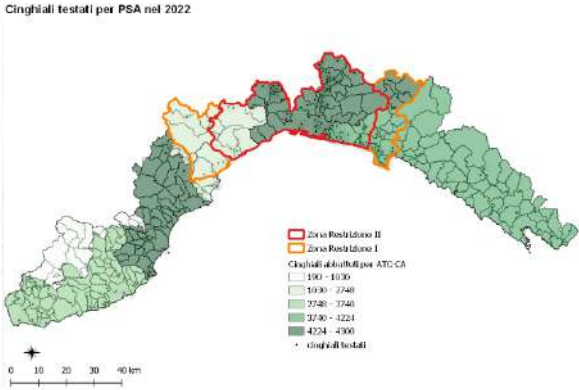 Cinghiali testati per PSA nel 2022
Zona Restrizione II
Zona Restrizione I
Cinghiali abbattuti per ATC-CA
190 - 1030
1030 - 2748
2748 - 3740
3740 - 4224
4224 - 4300
cinghiali testati
0 10 20 30 40 km